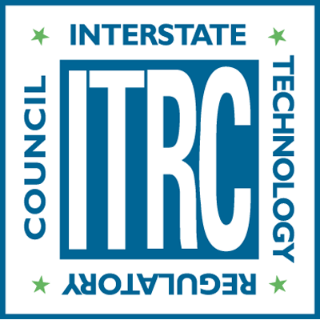 INTERSTATE
TECHNOLOGY
REGULATORY
COUNCIL
ITRC